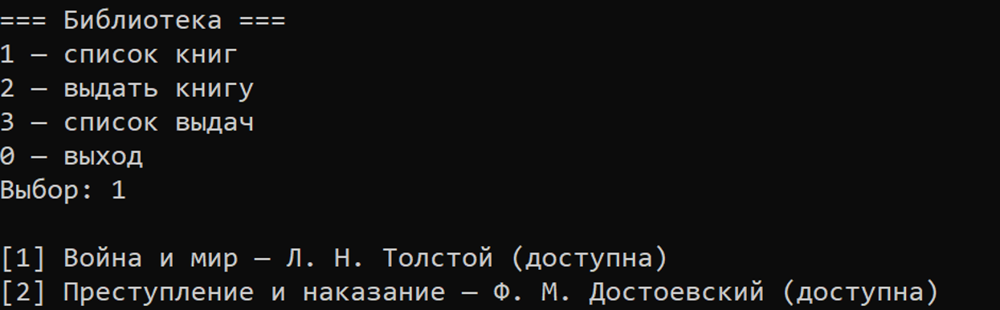 === Библиотека ===
1 — список книг
2 — выдать книгу
3 — список выдач
0 — выход
Выбор: 1
[1] Война и мир — Л. Н. Толстой (доступна)
[2] Преступление и наказание — Ф. М. Достоевский (доступна)